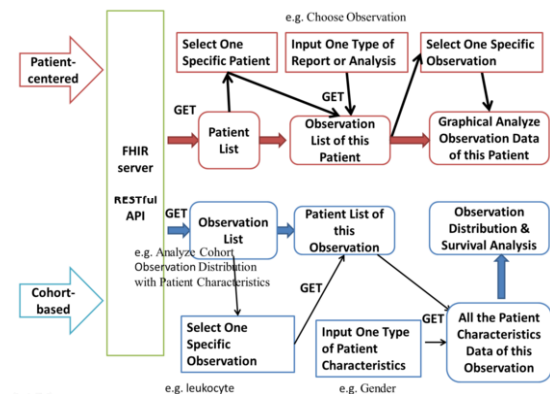 e.g. Choose Observation
Patient-
centered
Select One
Specific Patient
Input One Type of
Report or Analysis
Select One Specific
Observation
GET
GET
Patient
List
Observation
List of this
Patient
Graphical Analyze
Observation Data
of this Patient
FHIR
server
RESTful
API
GET
Observation
List
Patient List of
this
Observation
Observation
Distribution &
Survival Analysis
e.g. Analyze Cohort
Observation Distribution
with Patient Characteristics
Cohort-
based
GET
GET
Select One
Specific
Observation
Input One Type
of Patient
Characteristics
All the Patient
Characteristics
Data of this
Observation
e.g. leukocyte
e.g. Gender